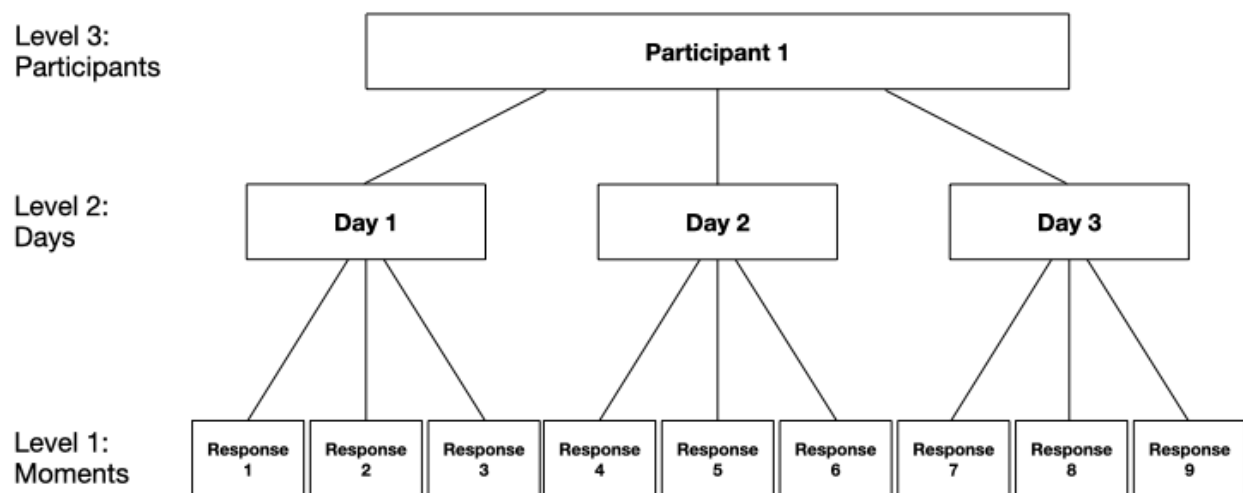 Level 3:
Participants
Participant 1
Level 2:
Days
Day 1
Day 2
Day 3
Level 1:
Moments
Response
1
Response
2
Response
3
Response
4
Response
5
Response
6
Response
7
Response
8
Response
9